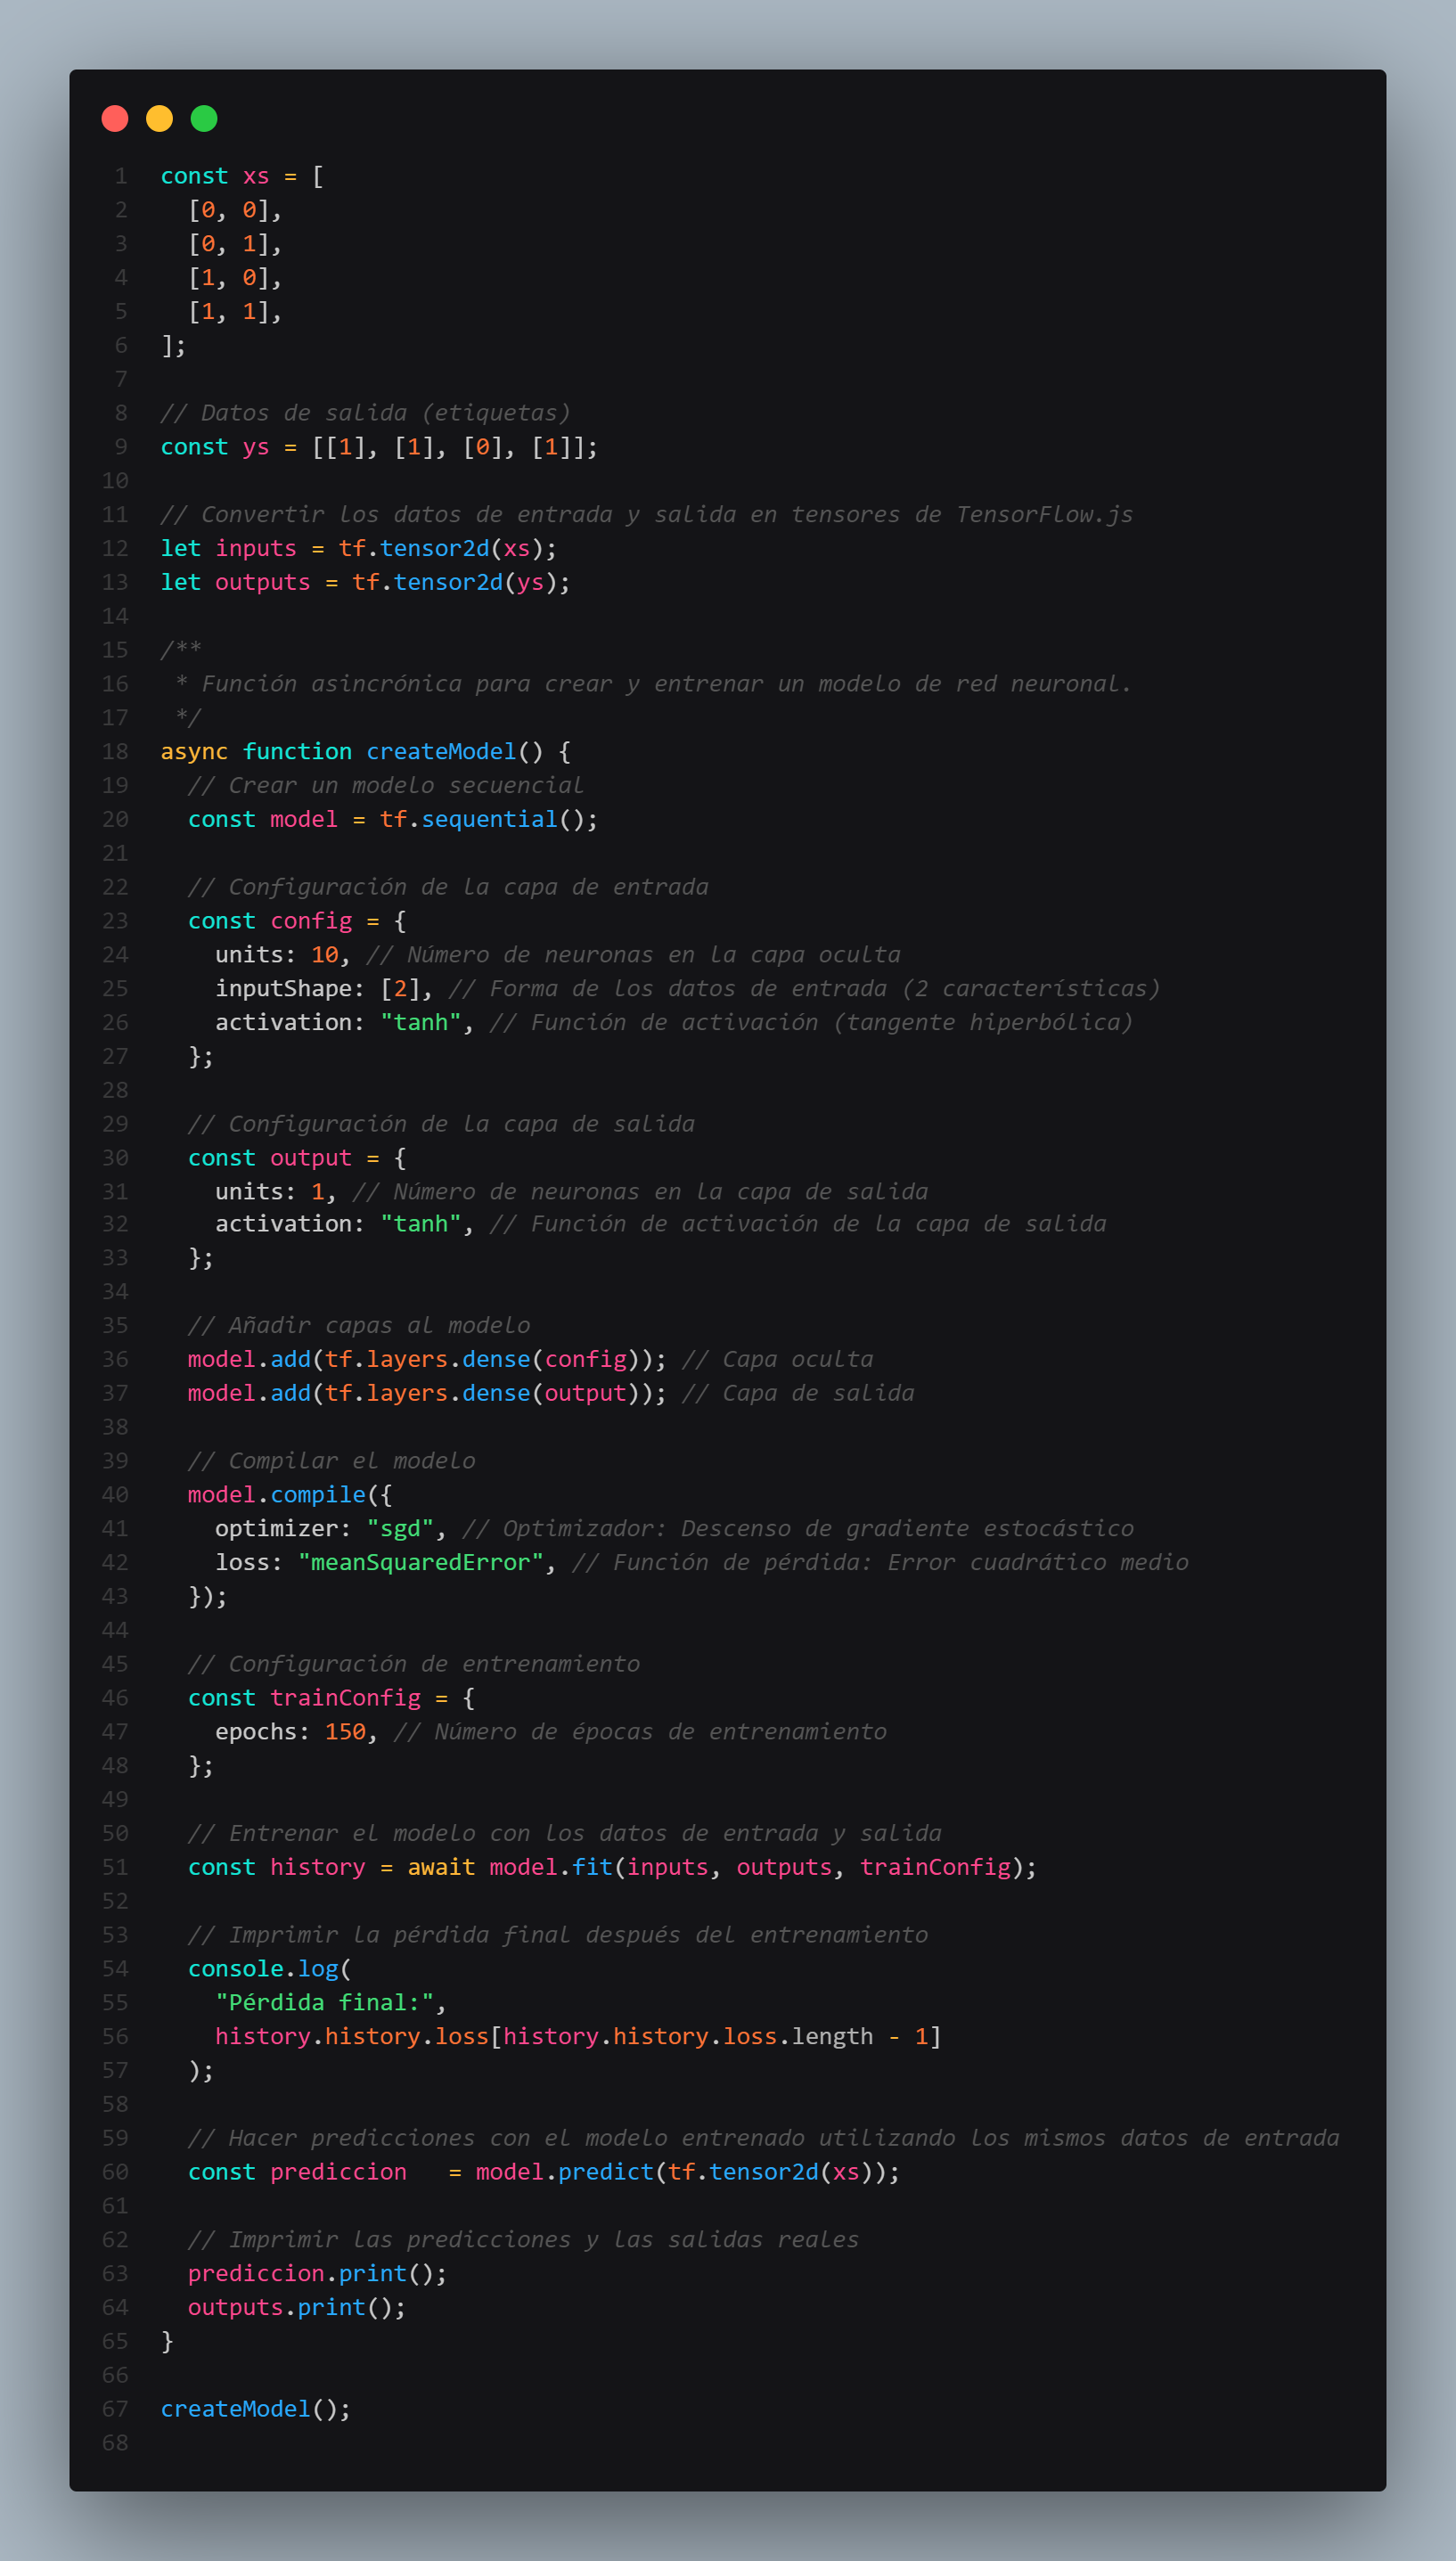 1 const xs = [
2   [0, 0],
3   [0, 1],
4   [1, 0],
5   [1, 1],
6 ];
7
8 // Datos de salida (etiquetas)
9 const ys = [[1], [1], [0], [1]];
10
11 // Convertir los datos de entrada y salida en tensores de TensorFlow.js
12 let inputs = tf.tensor2d(xs);
13 let outputs = tf.tensor2d(ys);
14
15 /**
16  * Función asincrónica para crear y entrenar un modelo de red neuronal.
17  */
18 async function createModel() {
19   // Crear un modelo secuencial
20   const model = tf.sequential();
21
22   // Configuración de la capa de entrada
23   const config = {
24     units: 10, // Número de neuronas en la capa oculta
25     inputShape: [2], // Forma de los datos de entrada (2 características)
26     activation: "tanh", // Función de activación (tangente hiperbólica)
27   };
28
29   // Configuración de la capa de salida
30   const output = {
31     units: 1, // Número de neuronas en la capa de salida
32     activation: "tanh", // Función de activación de la capa de salida
33   };
34
35   // Añadir capas al modelo
36   model.add(tf.layers.dense(config)); // Capa oculta
37   model.add(tf.layers.dense(output)); // Capa de salida
38
39   // Compilar el modelo
40   model.compile({
41     optimizer: "sgd", // Optimizador: Descenso de gradiente estocástico
42     loss: "meanSquaredError", // Función de pérdida: Error cuadrático medio
43   });
44
45   // Configuración de entrenamiento
46   const trainConfig = {
47     epochs: 150, // Número de épocas de entrenamiento
48   };
49
50   // Entrenar el modelo con los datos de entrada y salida
51   const history = await model.fit(inputs, outputs, trainConfig);
52
53   // Imprimir la pérdida final después del entrenamiento
54   console.log(
55     "Pérdida final:",
56     history.history.loss[history.history.loss.length - 1]
57   );
58
59   // Hacer predicciones con el modelo entrenado utilizando los mismos datos de entrada
60   const prediccion   = model.predict(tf.tensor2d(xs));
61
62   // Imprimir las predicciones y las salidas reales
63   prediccion.print();
64   outputs.print();
65 }
66
67 createModel();
68